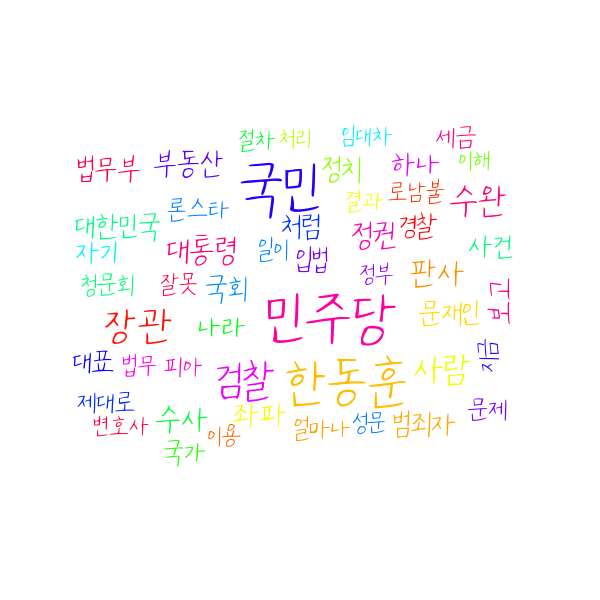 절차 처리 임대차 세금
법무부 부동산 국민 정치 하나 이해
대한민국 론스타 처럼 결과 로남불 수완
자기 대통령 일이 입법 정권 경찰 사건
청문회 잘못 국회 정부 판사
장관 나라 민주당 문재인
대표 법무 피아 검찰 한동훈 사람
제대로 변호사 수사 좌파 얼마나 성문 범죄자 문제
국가 이용